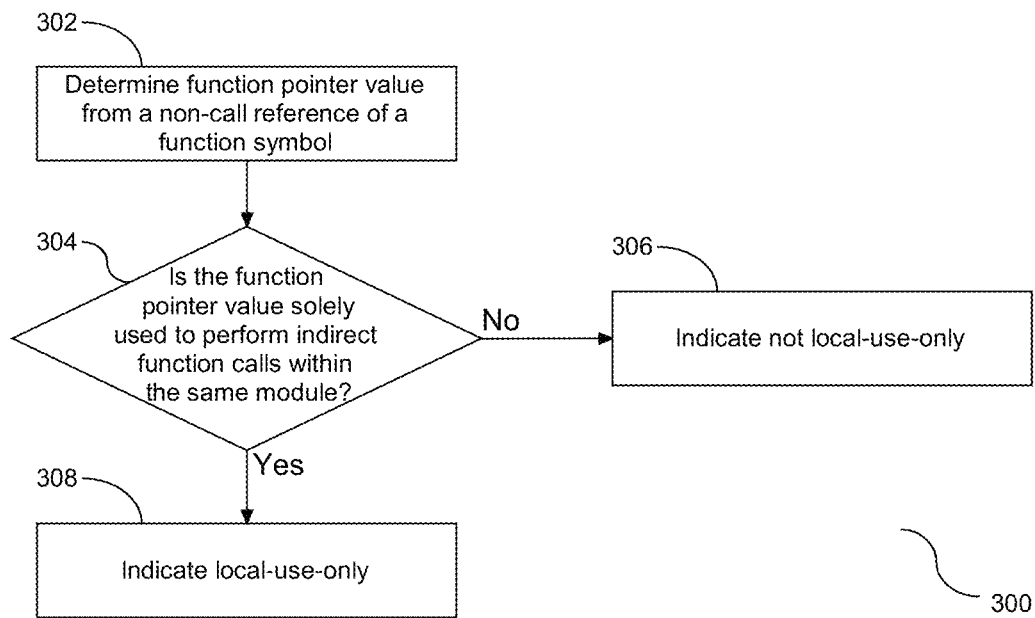 302
Determine function pointer value
from a non-call reference of a
function symbol
304
Is the function
pointer value solely
used to perform indirect
function calls within
the same module?
No
306
Indicate not local-use-only
Yes
308
Indicate local-use-only
300